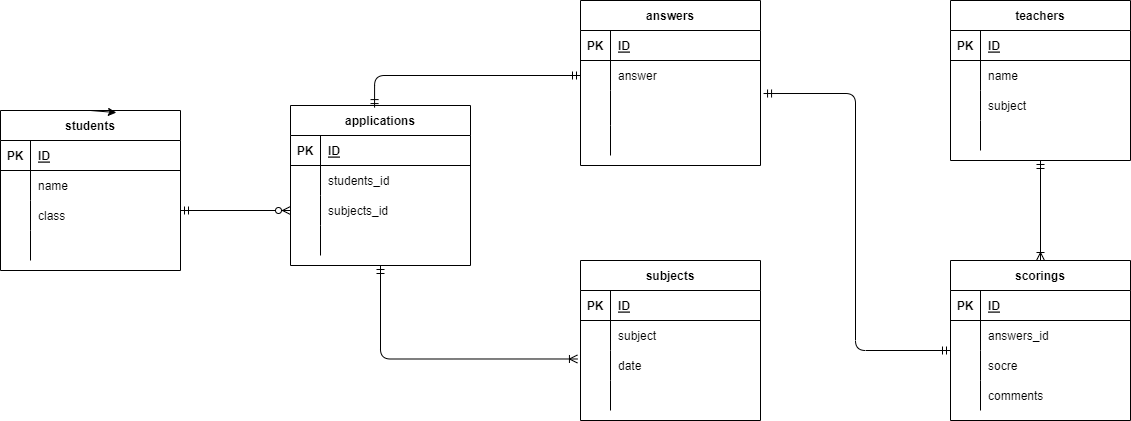 students
PK ID
name
class
applications
PK ID
students_id
subjects_id
answers
PK ID
answer
subjects
PK ID
subject
date
teachers
PK ID
name
subject
scorings
PK ID
answers_id
socre
comments